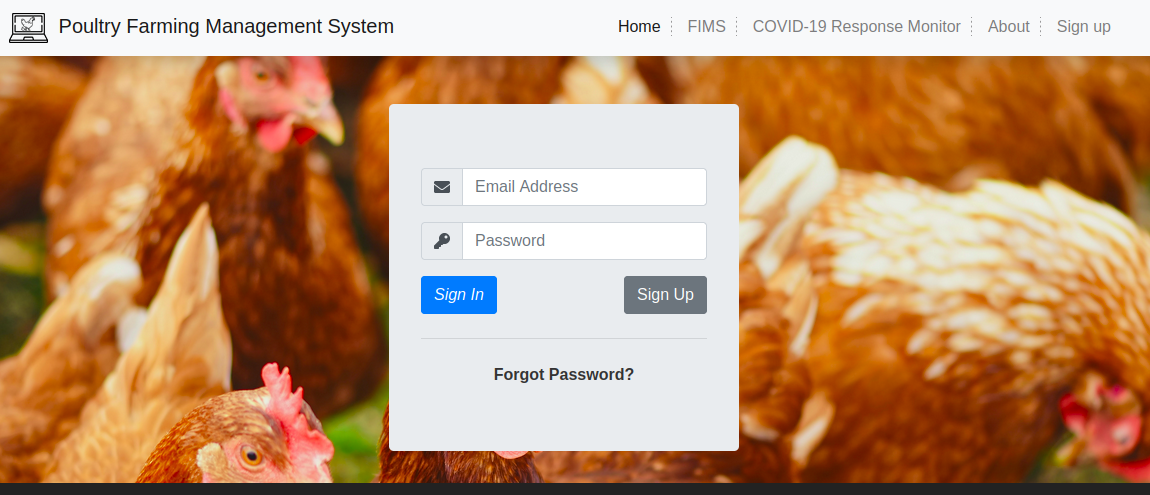 Poultry Farming Management System
Home
FIMS
COVID-19 Response Monitor
About
Sign up
Email Address
Password
Sign In
Sign Up
Forgot Password?